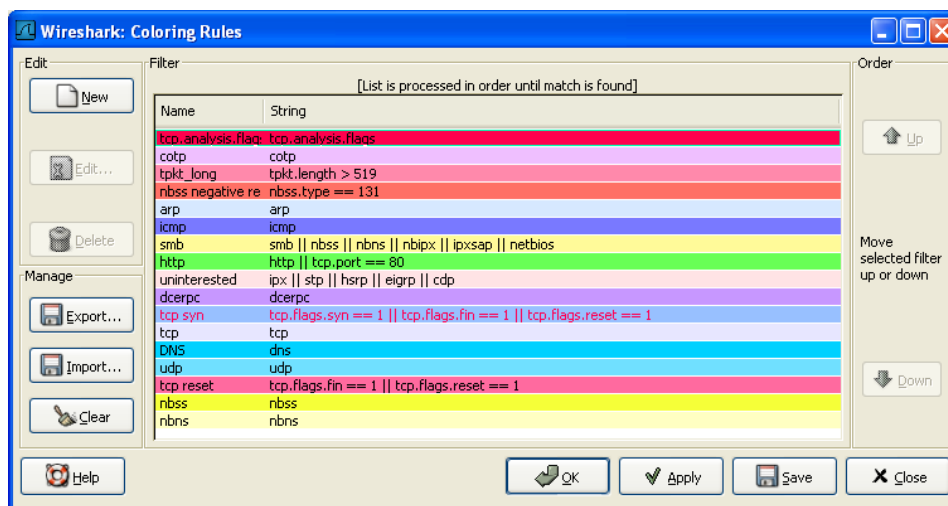 Wireshark: Coloring Rules
Edit
Filter
Order
[List is processed in order until match is found]
New
Edit...
Delete
Manage
Export...
Import...
Clear
Name String
tcp.analysis.flag: tcp.analysis.flags
cotp cotp
tpkt_long tpkt.length > 519
nbss negative re nbss.type == 131
arp arp
icmp icmp
smb smb || nbss || nbns || nbipx || ipxsap || netbios
http http || tcp.port == 80
uninterested ipx || stp || hsrp || eigrp || cdp
dcerpc dcerpc
tcp syn tcp.flags.syn == 1 || tcp.flags.fin == 1 || tcp.flags.reset == 1
tcp tcp
DNS dns
udp udp
tcp reset tcp.flags.fin == 1 || tcp.flags.reset == 1
nbss nbss
nbns nbns
Up
Move
selected filter
up or down
Down
Help
OK
Apply
Save
Close